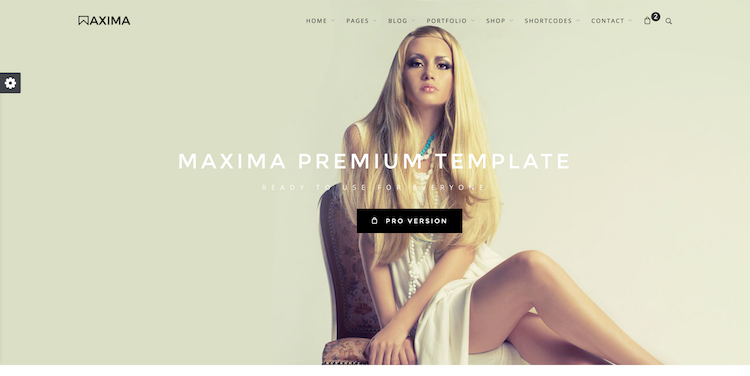 MAXIMA
HOME PAGES BLOG PORTFOLIO SHOP SHORTCODES CONTACT 2
MAXIMA PREMIUM TEMPLATE
READY TO USE FOR EVERYONE
PRO VERSION